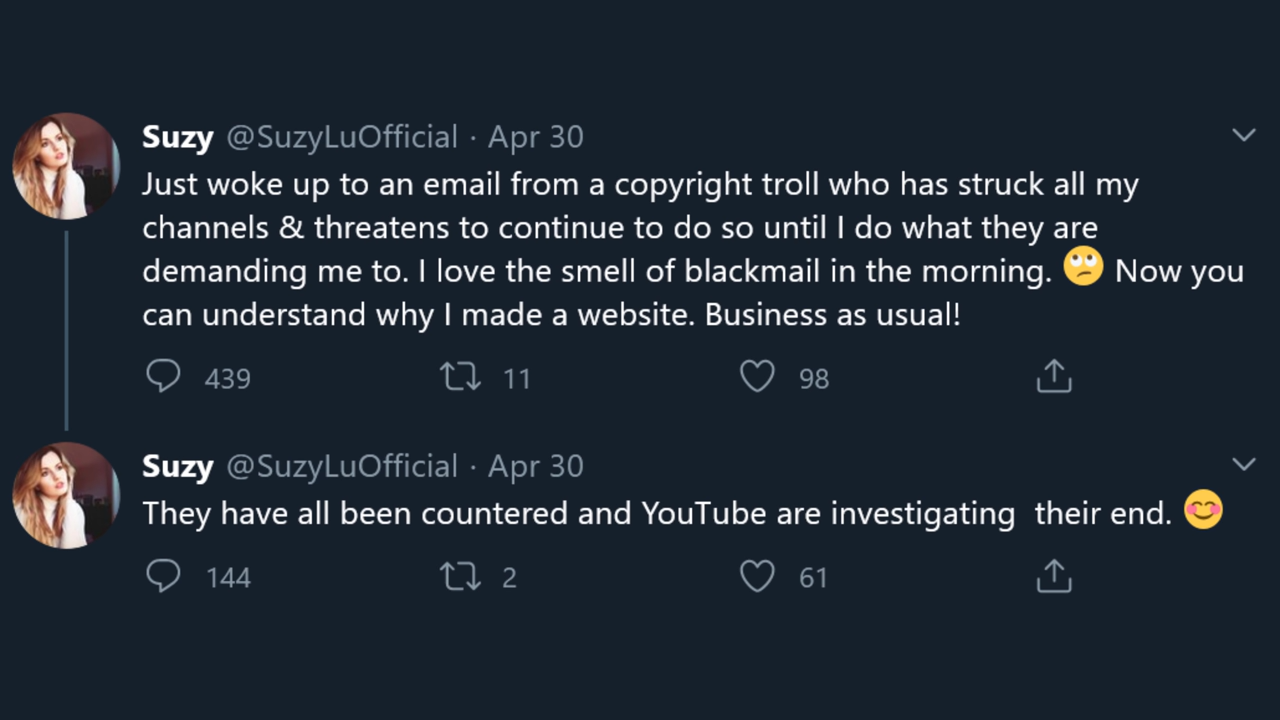 Suzy @SuzyLuOfficial · Apr 30
Just woke up to an email from a copyright troll who has struck all my
channels & threatens to continue to do so until I do what they are
demanding me to. I love the smell of blackmail in the morning. 🙄 Now you
can understand why I made a website. Business as usual!
439 11 98
Suzy @SuzyLuOfficial · Apr 30
They have all been countered and YouTube are investigating  their end. 😊
144 2 61